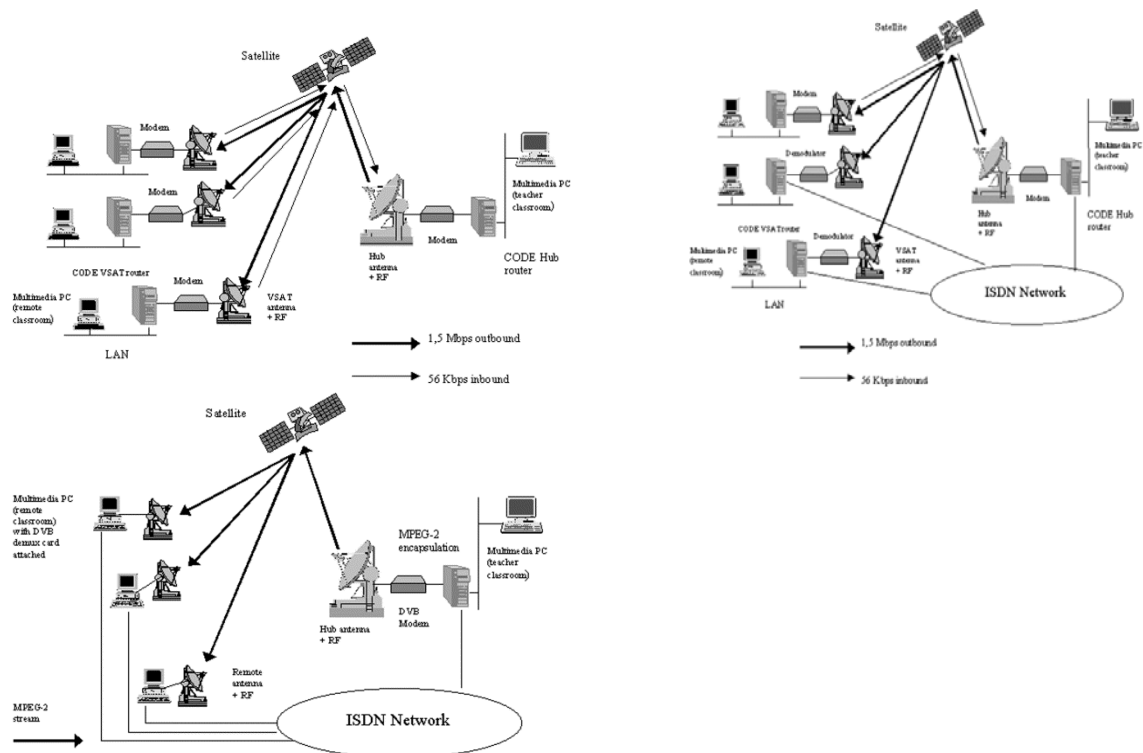 Satellite
Modem
Modem
CODE VSAT router
Modem
Multimedia PC
(remote
classroom)
LAN
VSAT
antenna
+ RF
Hub
antenna
+ RF
Modem
Multimedia PC
(teacher
classroom)
CODE Hub
router
1,5 Mbps outbound
56 Kbps inbound
Satellite
Modem
Demodulator
CODE VSAT router
Demodulator
Multimedia PC
(remote
classroom)
LAN
VSAT
antenna
+ RF
Hub
antenna
+ RF
Modem
Multimedia PC
(teacher
classroom)
CODE Hub
router
ISDN Network
1,5 Mbps outbound
56 Kbps inbound
Satellite
Multimedia PC
(remote
classroom)
with DVB
demux card
attached
MPEG-2
encapsulation
Multimedia PC
(teacher
classroom)
DVB
Modem
Hub antenna
+ RF
Remote
antenna
+ RF
ISDN Network
MPEG-2
stream